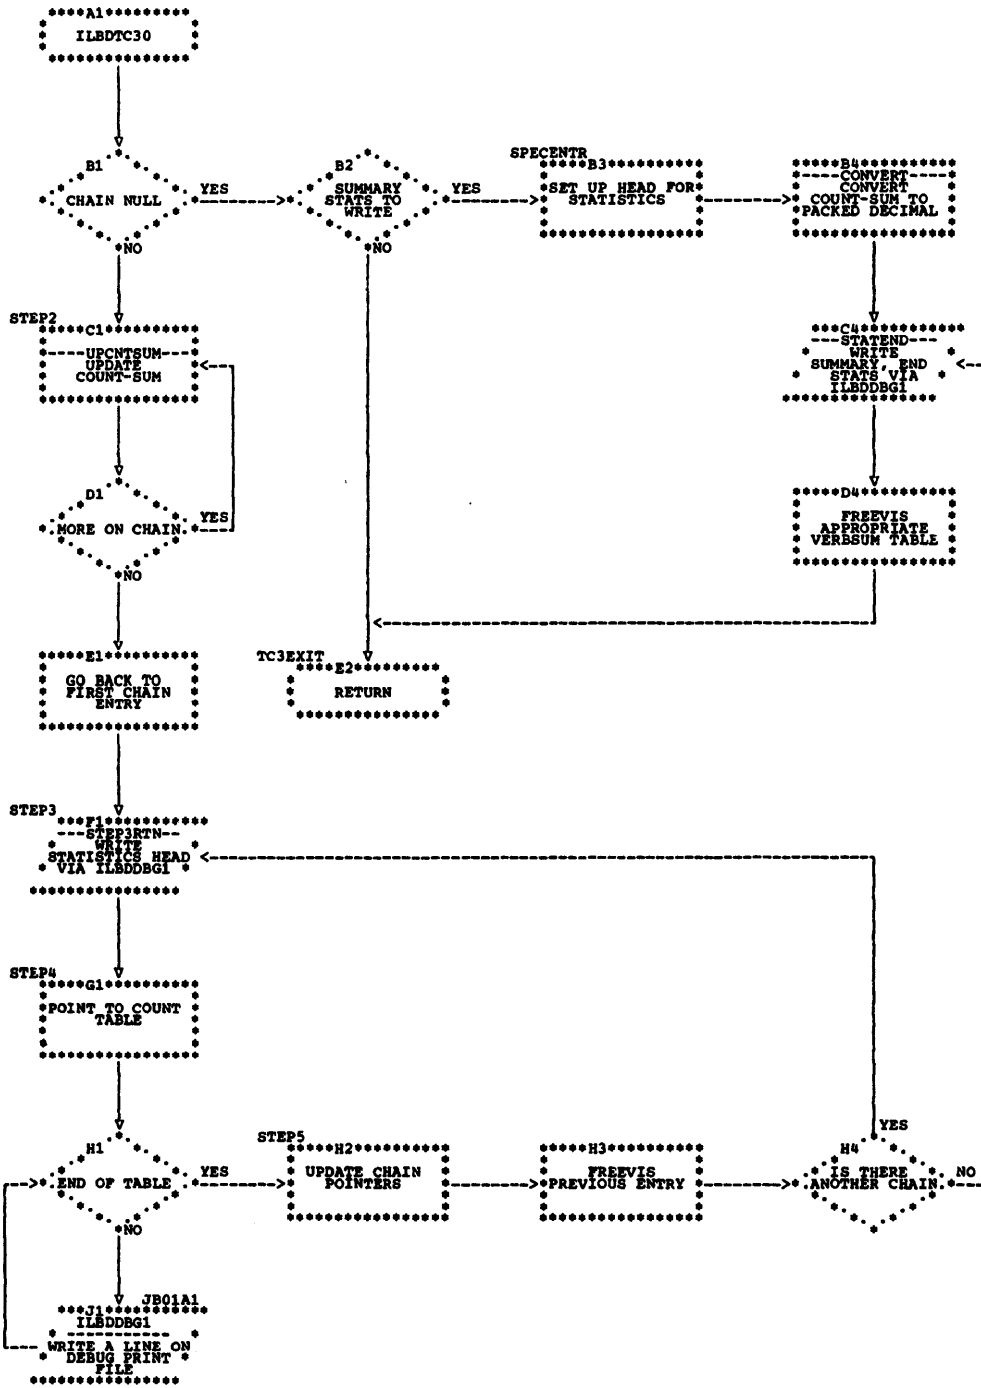 A1
ILBDTC30
B1
CHAIN NULL
YES
NO
B2
SUMMARY
STATS TO
WRITE
YES
NO
SPECENTR
B3
SET UP HEAD FOR
STATISTICS
B4
CONVERT
CONVERT
COUNT-SUM TO
PACKED DECIMAL
STEP2
C1
UPCNTSUM
UPDATE
COUNT-SUM
C4
STATEND
WRITE
SUMMARY, END
STATS VIA
ILBDDBG1
D1
MORE ON CHAIN
YES
NO
D4
FREEVIS
APPROPRIATE
VERBSUM TABLE
E1
GO BACK TO
FIRST CHAIN
ENTRY
TC3EXIT
E2
RETURN
STEP3
F1
STEP3RTN
WRITE
STATISTICS HEAD
VIA ILBDDBG1
STEP4
G1
POINT TO COUNT
TABLE
H1
END OF TABLE
YES
NO
STEP5
H2
UPDATE CHAIN
POINTERS
H3
FREEVIS
PREVIOUS ENTRY
YES
H4
IS THERE
ANOTHER CHAIN
NO
JB01A1
J1
ILBDDBG1
WRITE A LINE ON
DEBUG PRINT
FILE